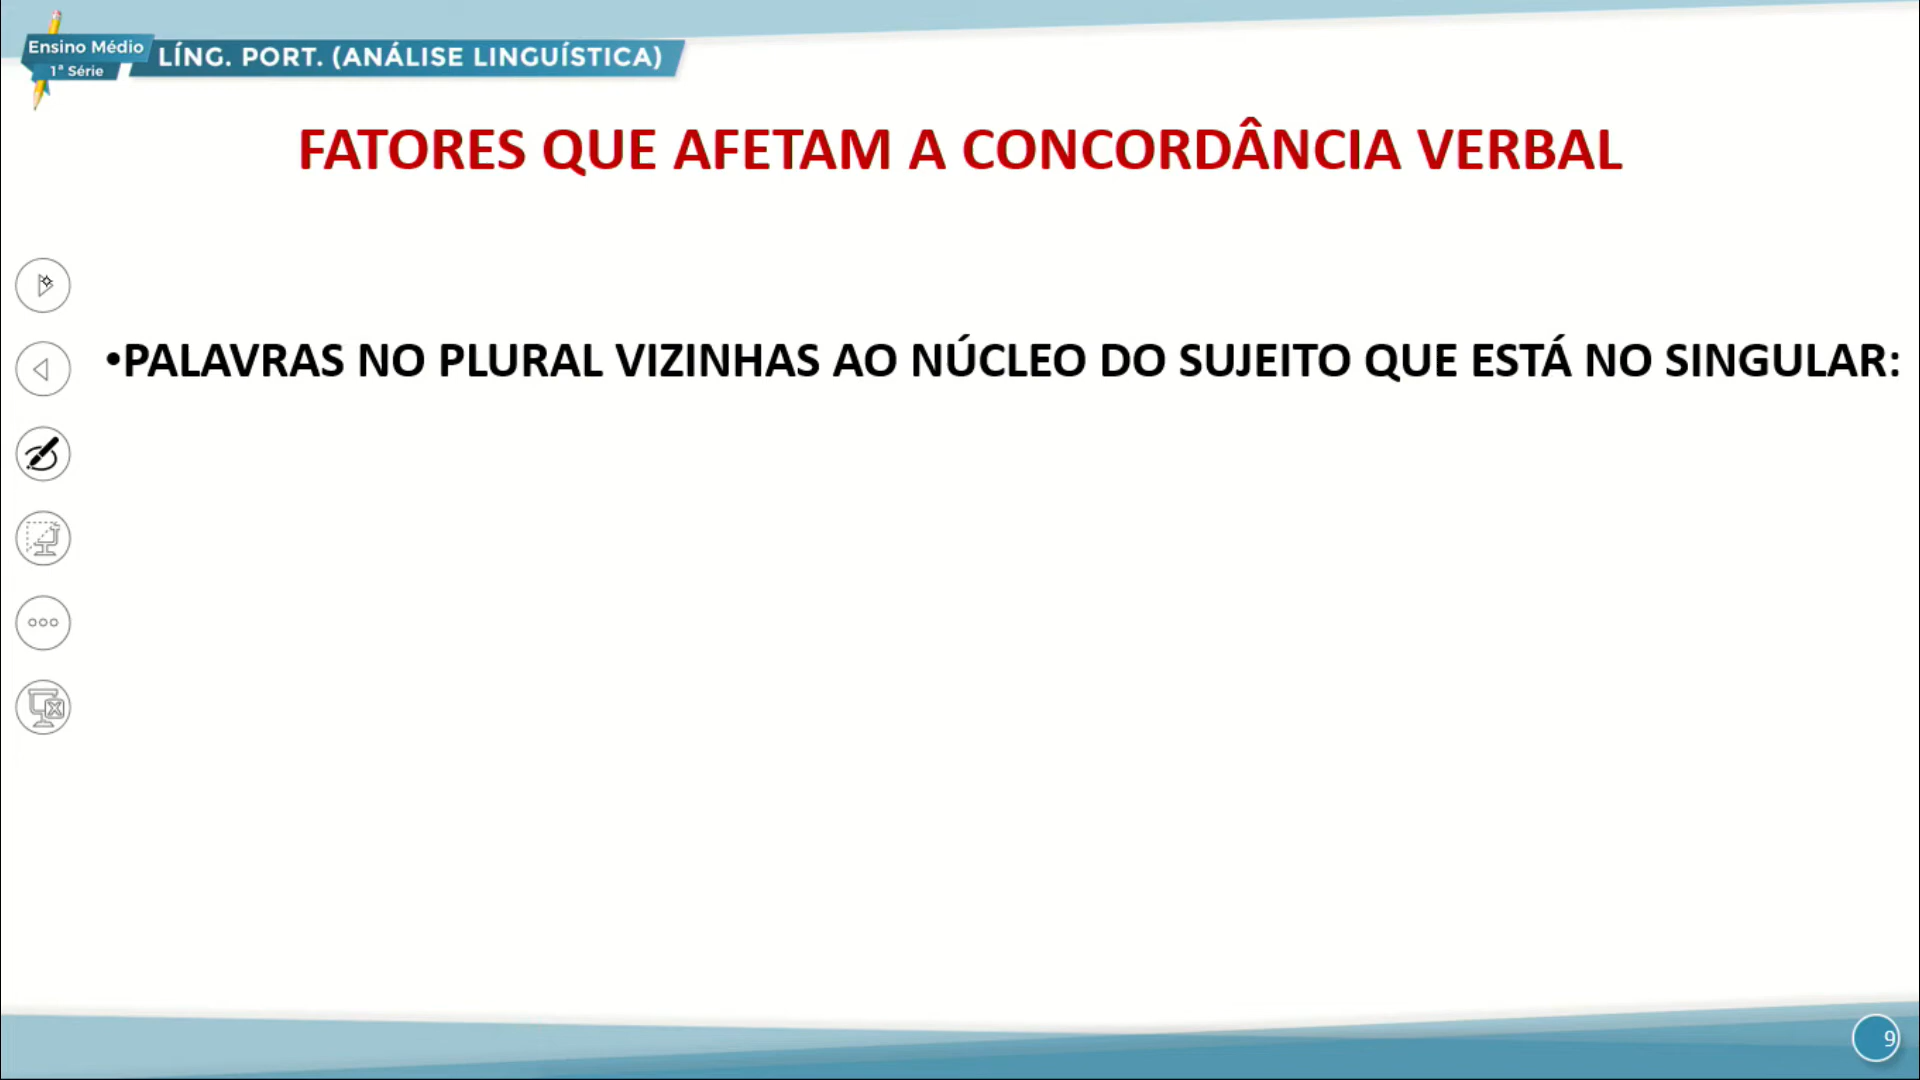 Ensino Médio
1ª Série
LÍNG. PORT. (ANÁLISE LINGUÍSTICA)
FATORES QUE AFETAM A CONCORDÂNCIA VERBAL
•PALAVRAS NO PLURAL VIZINHAS AO NÚCLEO DO SUJEITO QUE ESTÁ NO SINGULAR:
9